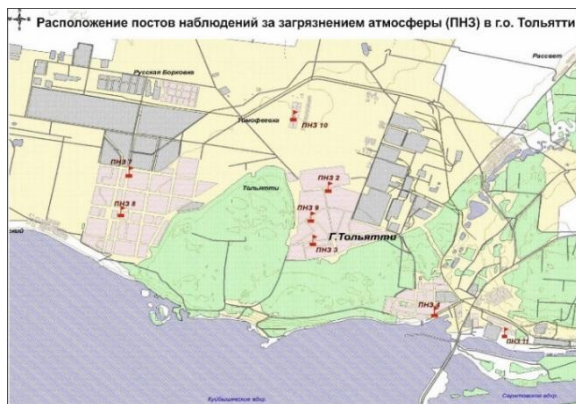 Расположение постов наблюдений за загрязнением атмосферы (ПНЗ) в г.о. Тольятти
Рассвет
Русская Борковка
Тимофеевка
ПНЗ 10
ПНЗ 7
Тольятти
ПНЗ 2
ПНЗ 8
ПНЗ 9
Г.Тольятти
ПНЗ 3
ский
ПНЗ
ПНЗ 11
Куйбышевское вдхр.
Саратовское вдхр.